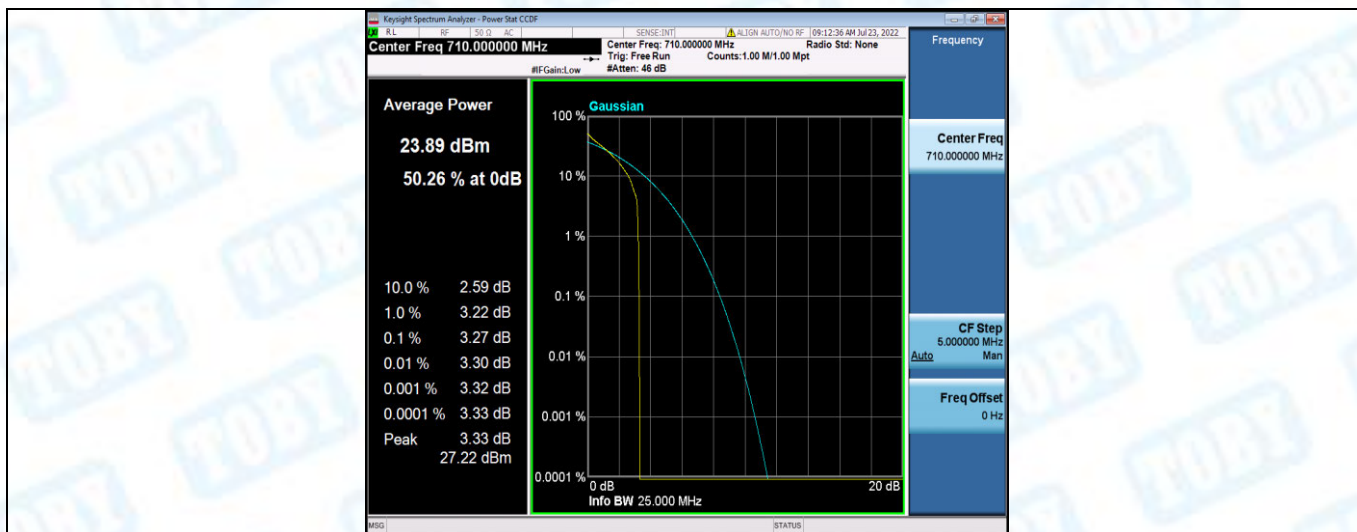 Keysight Spectrum Analyzer - Power Stat CCDF
RL RF 50 Ω AC SENSE:INT ALIGN AUTO/NO RF 09:12:36 AM Jul 23, 2022
Center Freq 710.000000 MHz
Center Freq: 710.000000 MHz Radio Std: None
Trig: Free Run Counts:1.00 M/1.00 Mpt
#IFGain:Low #Atten: 46 dB
Frequency
Average Power
23.89 dBm
50.26 % at 0dB
10.0 % 2.59 dB
1.0 % 3.22 dB
0.1 % 3.27 dB
0.01 % 3.30 dB
0.001 % 3.32 dB
0.0001 % 3.33 dB
Peak 3.33 dB
27.22 dBm
Gaussian
100 %
10 %
1 %
0.1 %
0.01 %
0.001 %
0.0001 %
0 dB 20 dB
Info BW 25.000 MHz
Center Freq
710.000000 MHz
CF Step
5.000000 MHz
Auto Man
Freq Offset
0 Hz
MSG STATUS
TOBY
TOBY
TOBY
TOBY
TOBY
TOBY